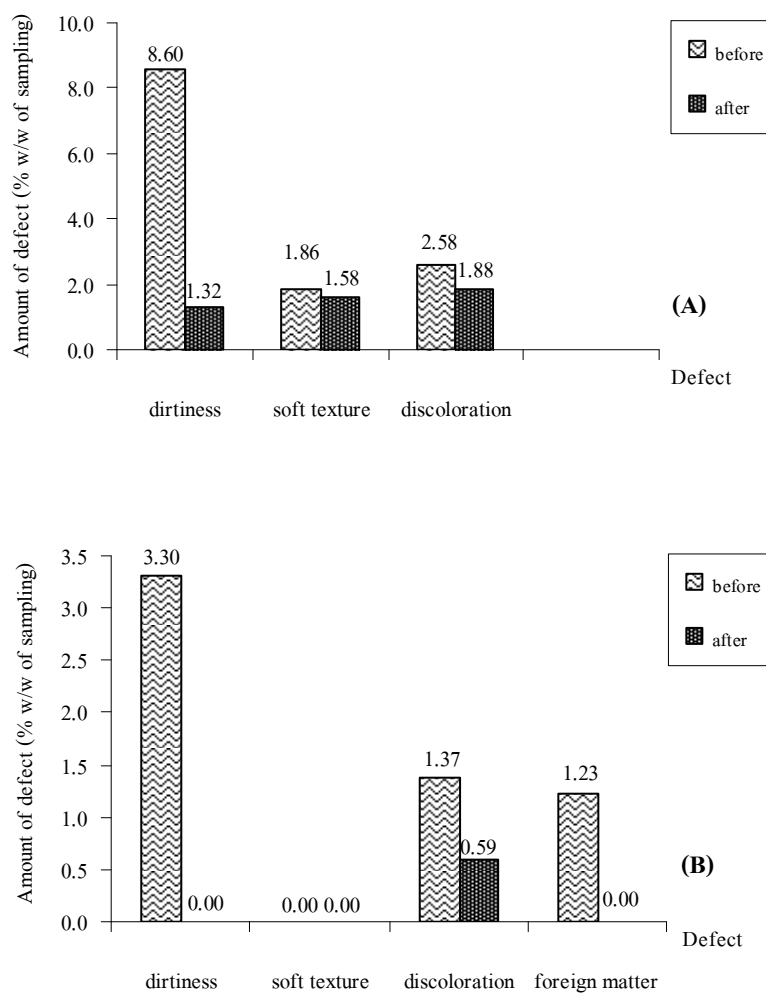 10.0
8.60
before
8.0
after
6.0
4.0
2.58
1.86
1.88
1.58
2.0
1.32
(A)
0.0
Defect
dirtiness soft texture discoloration
Amount of defect (% w/w of sampling)
3.5
3.30
before
3.0
after
2.5
2.0
1.5
1.37
1.23
1.0
0.59
(B)
0.5
0.00
0.00 0.00
0.00
0.0
Defect
dirtiness soft texture discoloration foreign matter
Amount of defect (% w/w of sampling)